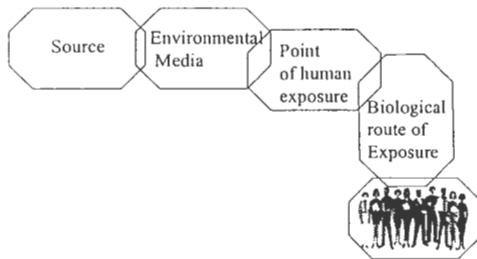 Source
Environmental
Media
Point
of human
exposure
Biological
route of
Exposure